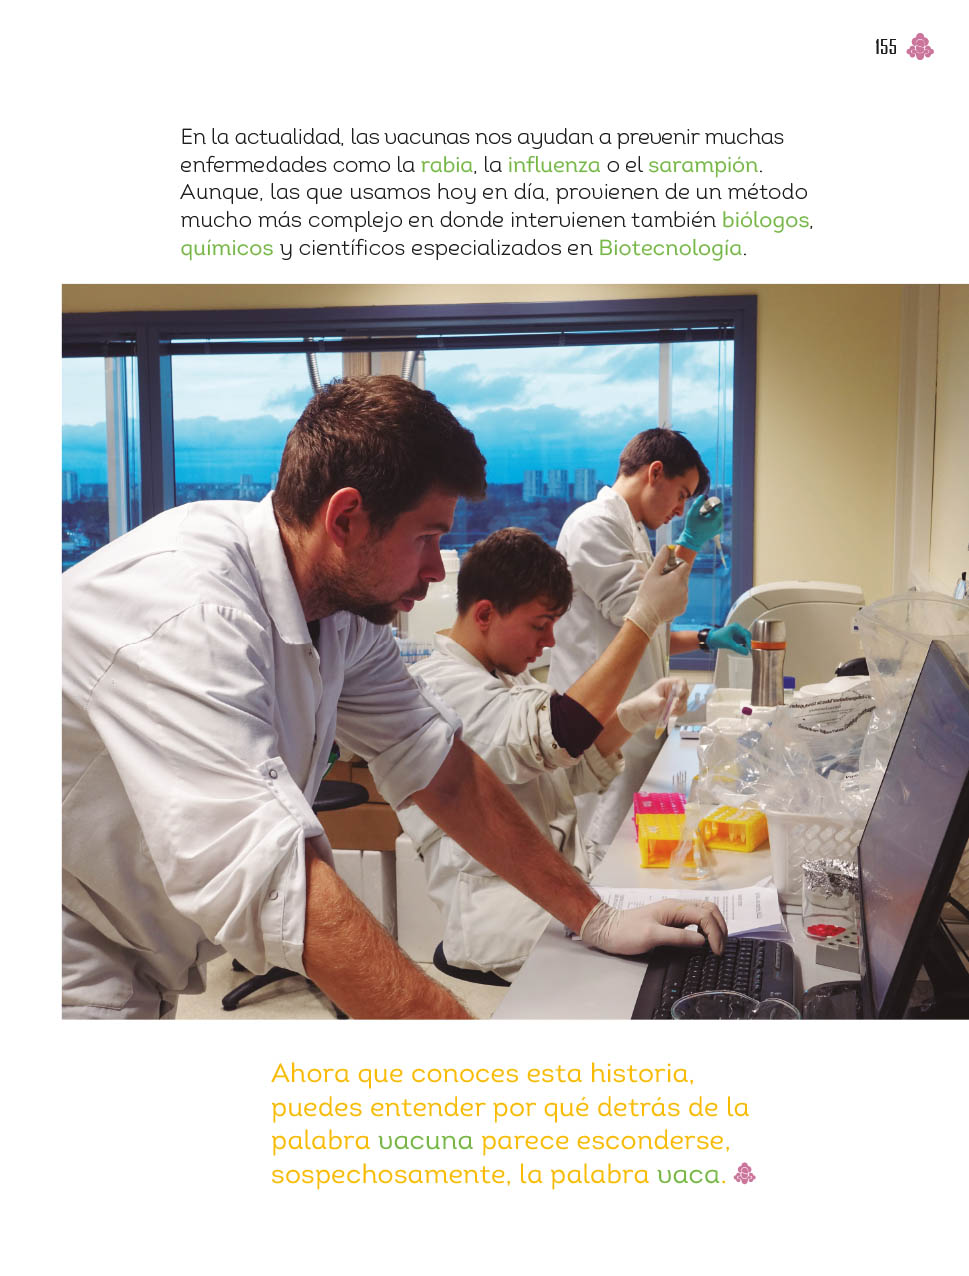 155
En la actualidad, las vacunas nos ayudan a prevenir muchas
enfermedades como la rabia, la influenza o el sarampión.
Aunque, las que usamos hoy en día, provienen de un método
mucho más complejo en donde intervienen también biólogos,
químicos y científicos especializados en Biotecnología.
Ahora que conoces esta historia,
puedes entender por qué detrás de la
palabra vacuna parece esconderse,
sospechosamente, la palabra vaca.